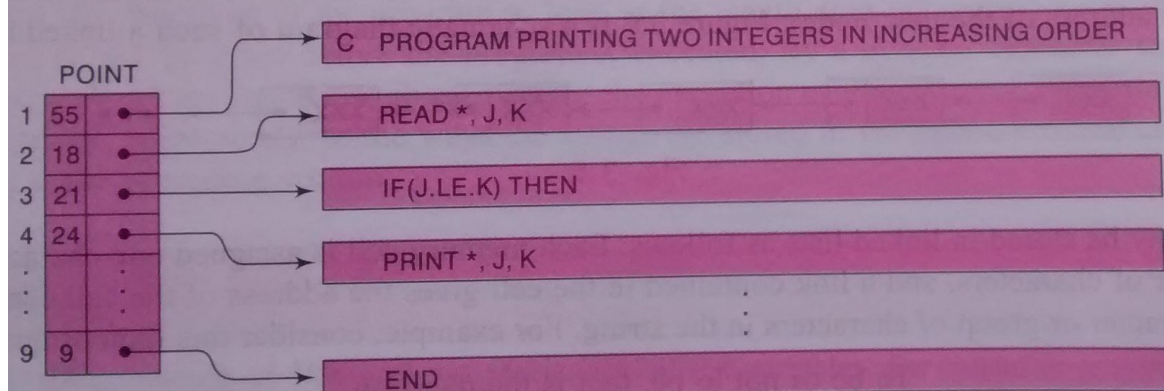 C PROGRAM PRINTING TWO INTEGERS IN INCREASING ORDER
POINT
1 55
READ *, J, K
2 18
3 21
IF(J.LE.K) THEN
4 24
PRINT *, J, K
9 9
END